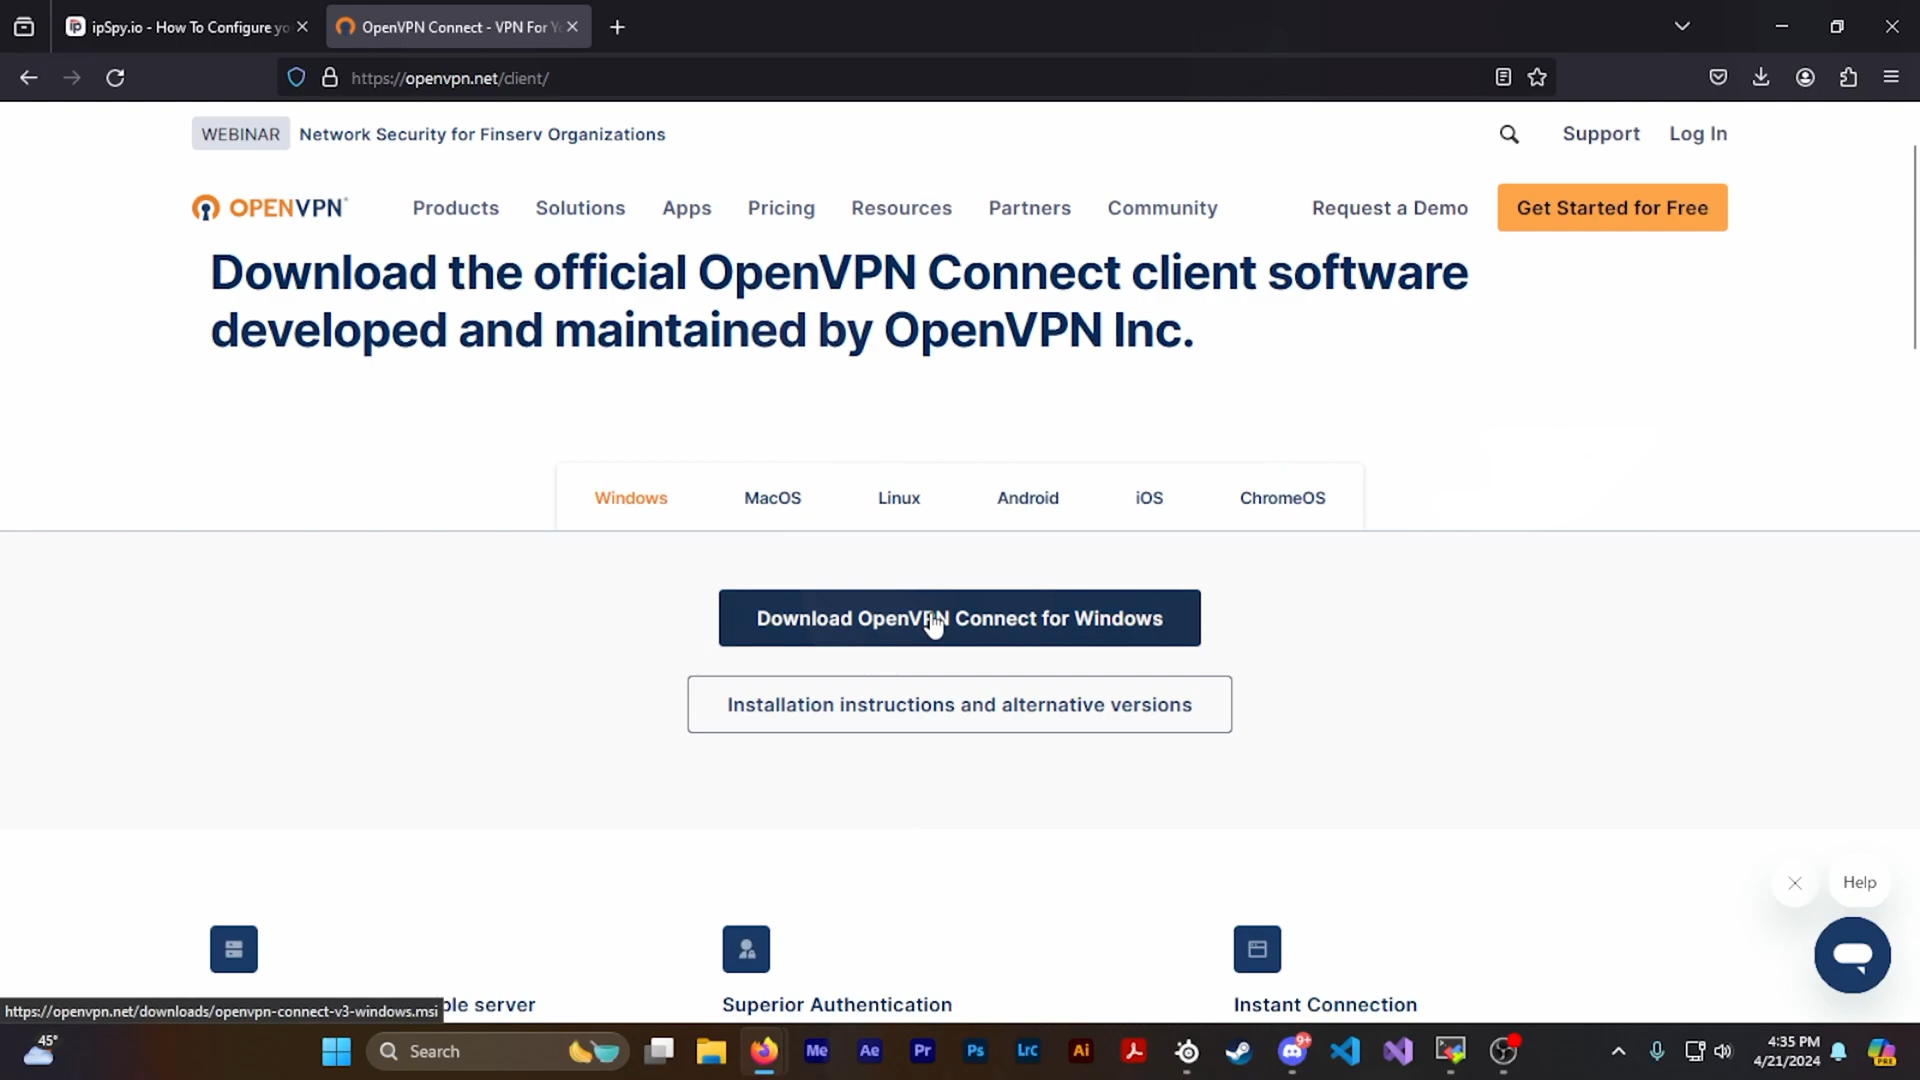 ipSpy.io - How To Configure yo
OpenVPN Connect - VPN For Yo
https://openvpn.net/client/
WEBINAR Network Security for Finserv Organizations
Support Log In
OPENVPN Products Solutions Apps Pricing Resources Partners Community Request a Demo Get Started for Free
Download the official OpenVPN Connect client software
developed and maintained by OpenVPN Inc.
Windows MacOS Linux Android iOS ChromeOS
Download OpenVPN Connect for Windows
Installation instructions and alternative versions
Help
ble server Superior Authentication Instant Connection
https://openvpn.net/downloads/openvpn-connect-v3-windows.msi
45° Search Me Ae Pr Ps LrC Ai 9+ 4:35 PM PRE
4/21/2024